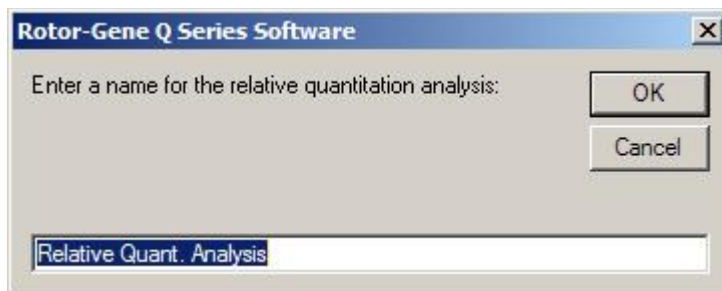 Rotor-Gene Q Series Software
Enter a name for the relative quantitation analysis:
OK
Cancel
Relative Quant. Analysis